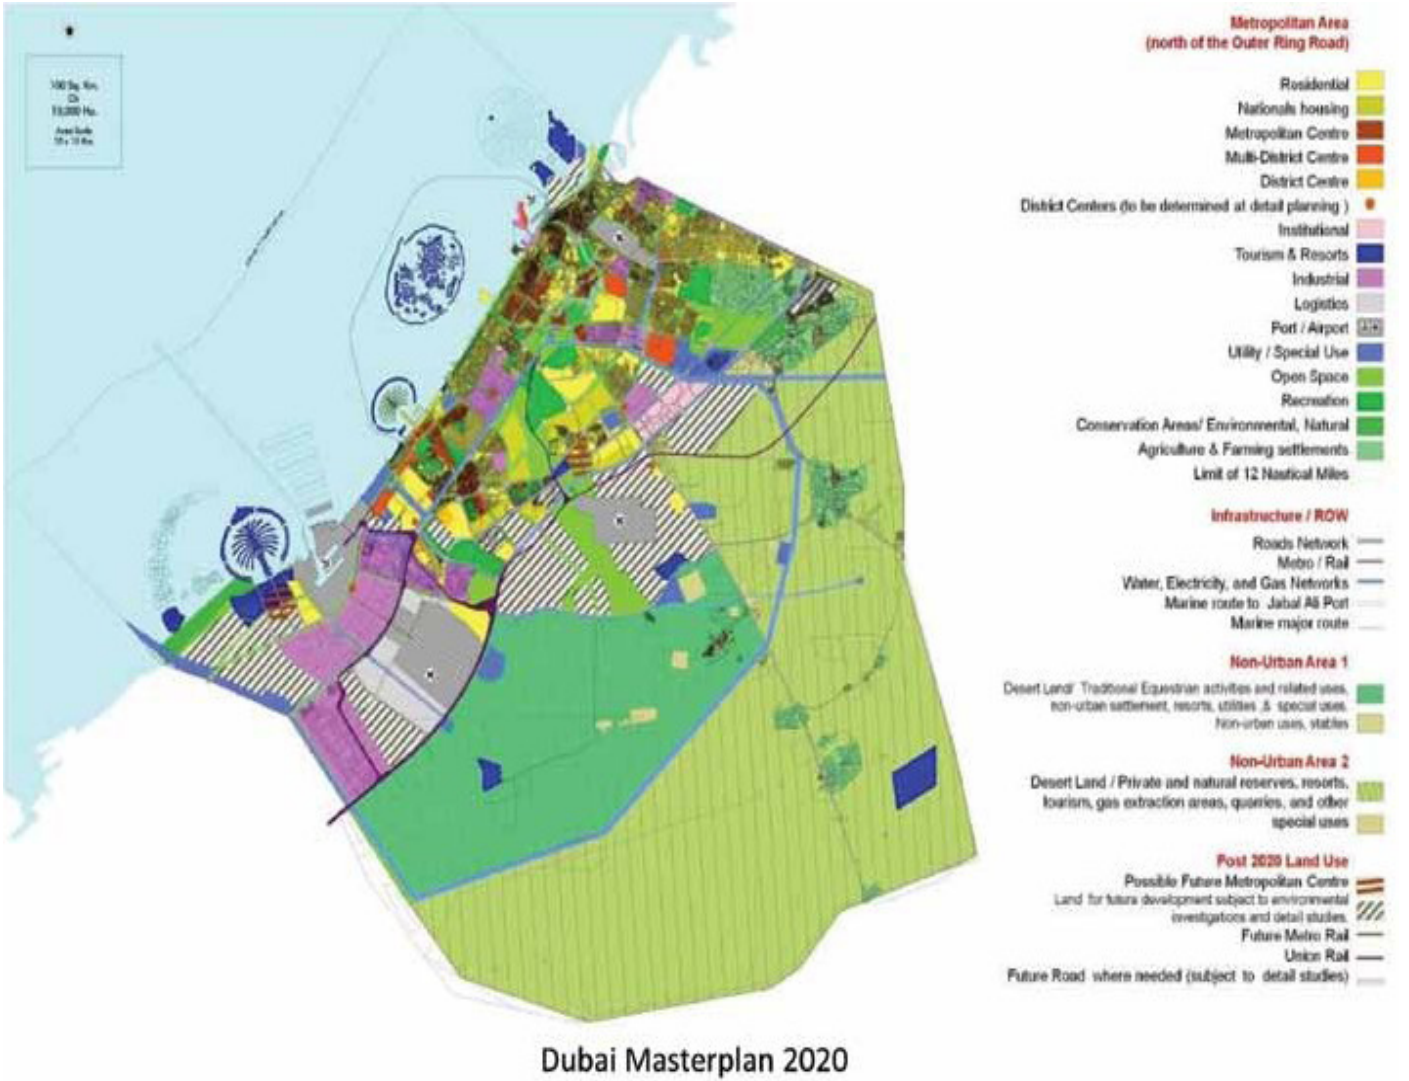 Metropolitan Area
(north of the Outer Ring Road)
Residential
Nationals housing
Metropolitan Centre
Multi-District Centre
District Centre
District Centers (to be determined at detail planning )
Institutional
Tourism & Resorts
Industrial
Logistics
Port / Airport
Utility / Special Use
Open Space
Recreation
Conservation Areas/ Environmental, Natural
Agriculture & Farming settlements
Limit of 12 Nautical Miles
Infrastructure / ROW
Roads Network
Metro / Rail
Water, Electricity, and Gas Networks
Marine route to Jabal Ali Port
Marine major route
Non-Urban Area 1
Desert Land/ Traditional Equestrian activities and related uses,
non-urban settlement, resorts, utilities ,& special uses.
Non-urban uses, stables
Non-Urban Area 2
Desert Land / Private and natural reserves, resorts,
tourism, gas extraction areas, quarries, and other
special uses
Post 2020 Land Use
Possible Future Metropolitan Centre
Land for future development subject to environmental
investigations and detail studies.
Future Metro Rail
Union Rail
Future Road where needed (subject to detail studies)
100 Sq. Km.
Or
10,000 Ha.
Dubai Masterplan 2020